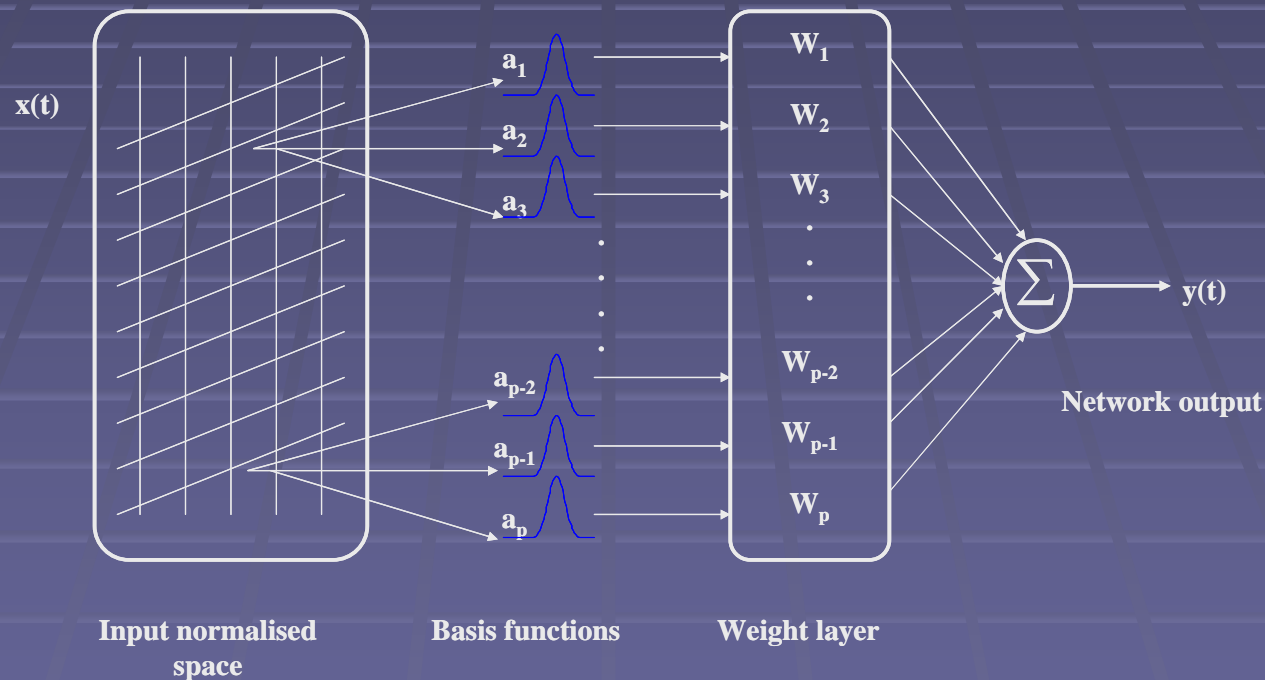 x(t)
a1
a2
a3
ap-2
ap-1
ap
W1
W2
W3
Wp-2
Wp-1
Wp
Σ
y(t)
Network output
Input normalised
space
Basis functions
Weight layer